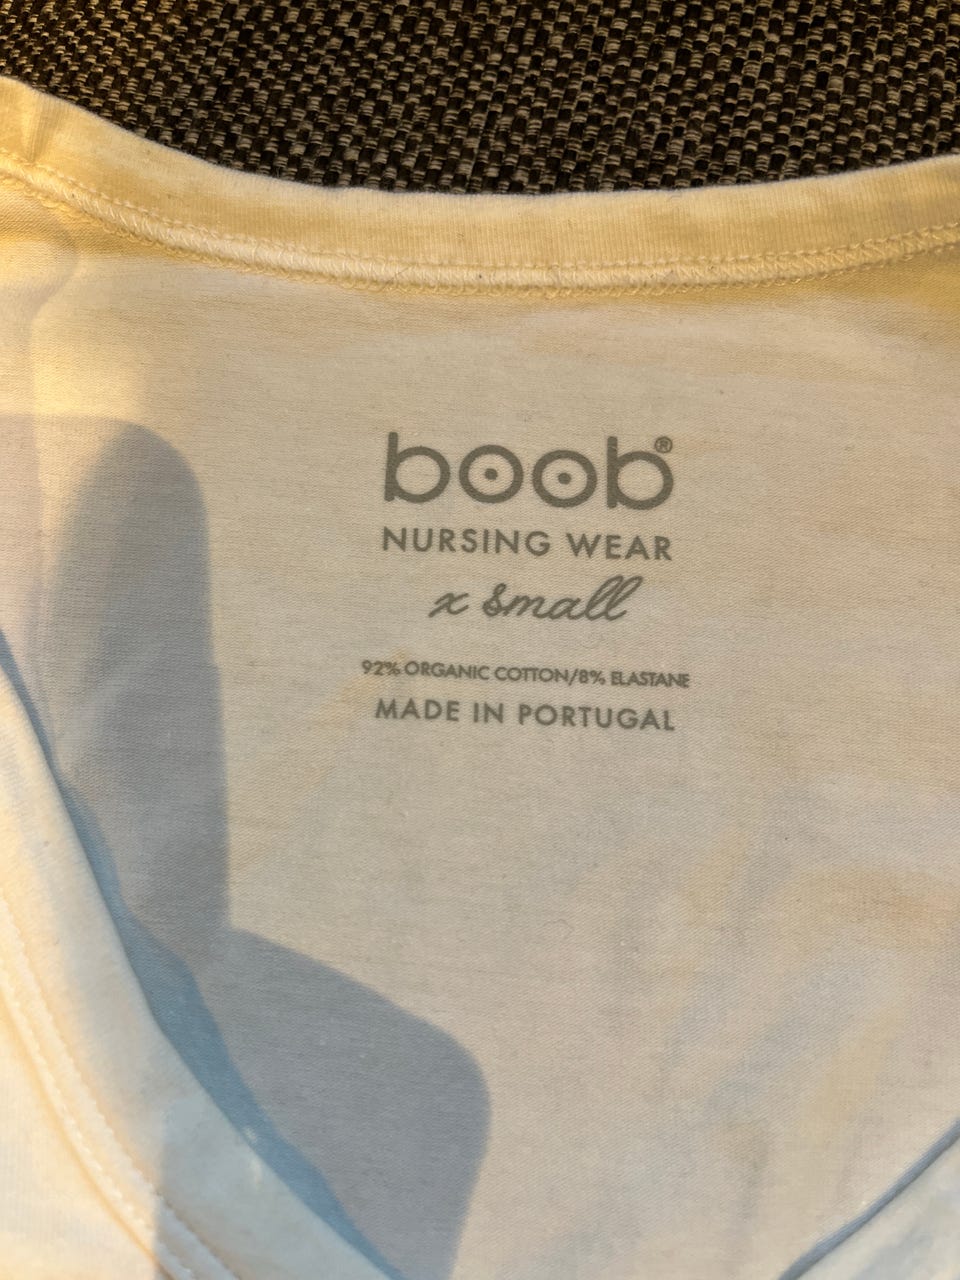 boob®
NURSING WEAR
x small
92% ORGANIC COTTON/8% ELASTANE
MADE IN PORTUGAL